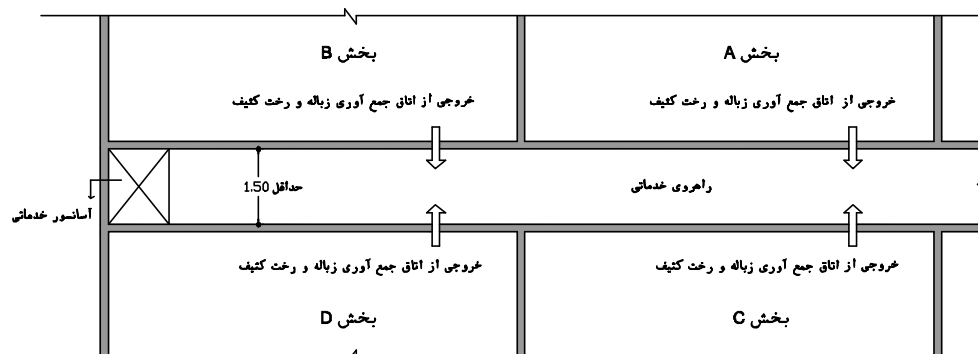 بخش A
بخش B
خروجی از اتاق جمع آوری زباله و رخت کثیف
خروجی از اتاق جمع آوری زباله و رخت کثیف
راهروی خدماتی
حداقل 1.50
آسانسور خدماتی
خروجی از اتاق جمع آوری زباله و رخت کثیف
خروجی از اتاق جمع آوری زباله و رخت کثیف
بخش C
بخش D